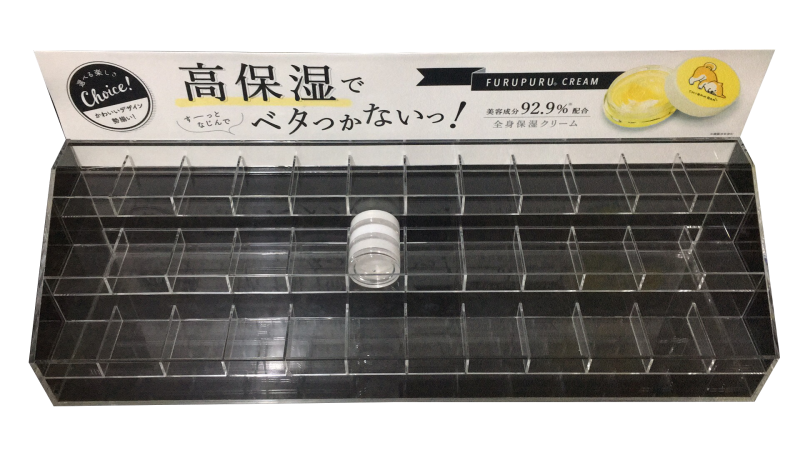 選べる楽しさ
Choice!
かわいいデザイン
勢揃い!
高保湿で
すーっと
なじんで
ベタつかないっ!
FURUPURU® CREAM
美容成分92.9%*配合
全身保湿クリーム